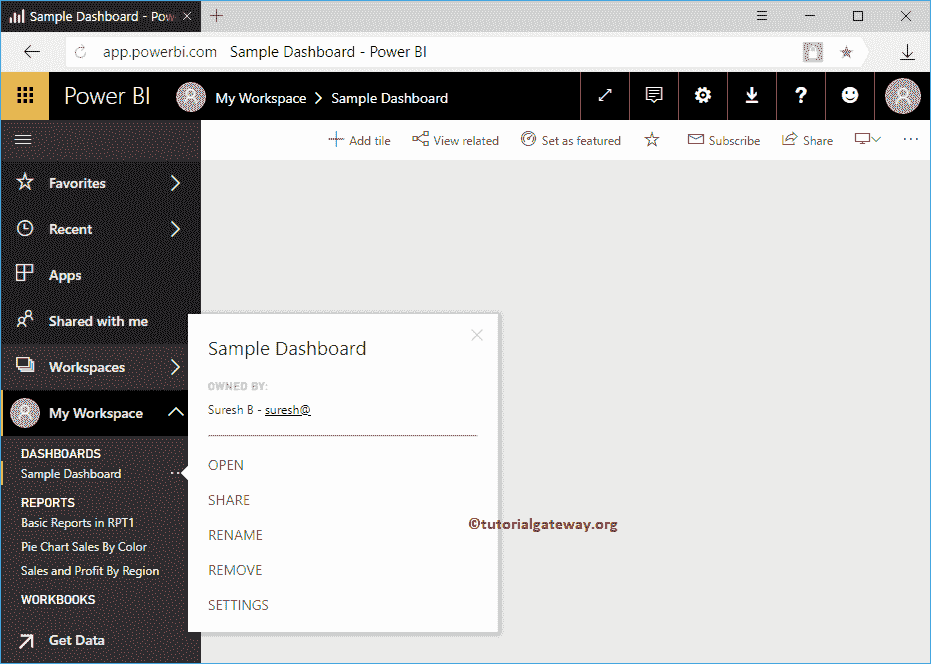 Sample Dashboard - Pow
app.powerbi.com Sample Dashboard - Power BI
Power BI My Workspace > Sample Dashboard ?
Add tile View related Set as featured Subscribe Share ...
Favorites
Recent
Apps
Shared with me
Workspaces
My Workspace
DASHBOARDS
Sample Dashboard
REPORTS
Basic Reports in RPT1
Pie Chart Sales By Color
Sales and Profit By Region
WORKBOOKS
Get Data
Sample Dashboard
OWNED BY:
Suresh B - suresh@
OPEN
SHARE
RENAME
REMOVE
SETTINGS
©tutorialgateway.org